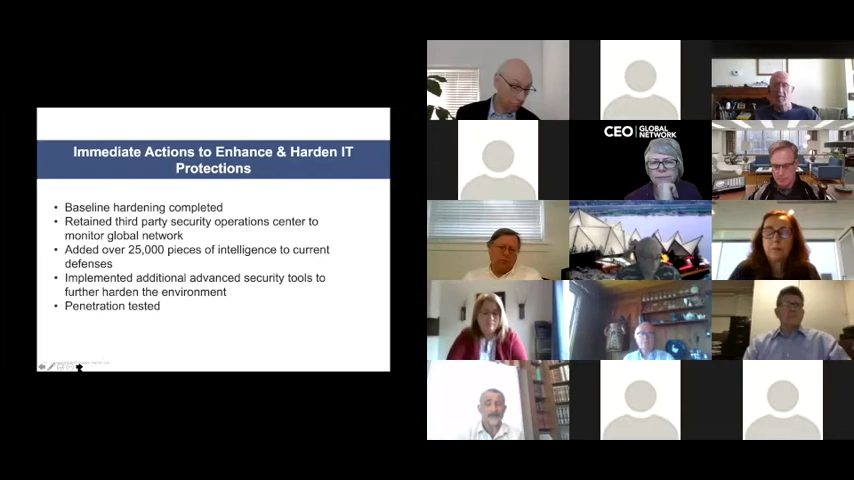 Immediate Actions to Enhance & Harden IT
Protections
• Baseline hardening completed
• Retained third party security operations center to
monitor global network
• Added over 25,000 pieces of intelligence to current
defenses
• Implemented additional advanced security tools to
further harden the environment
• Penetration tested
CEO GLOBAL
NETWORK